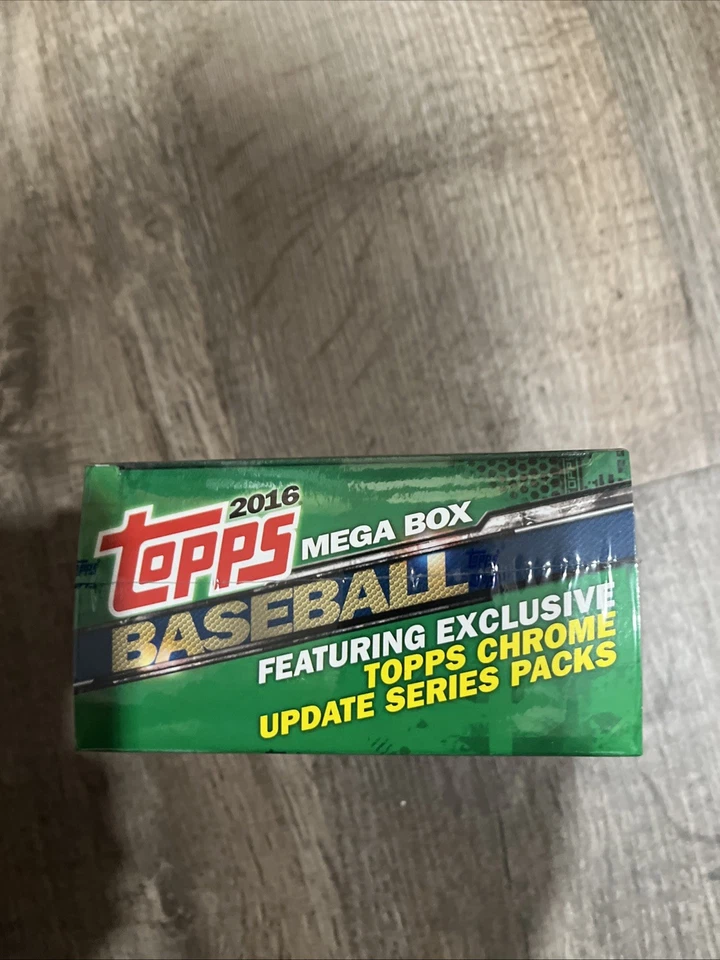 2016
topps MEGA BOX
BASEBALL
FEATURING EXCLUSIVE
TOPPS CHROME
UPDATE SERIES PACKS